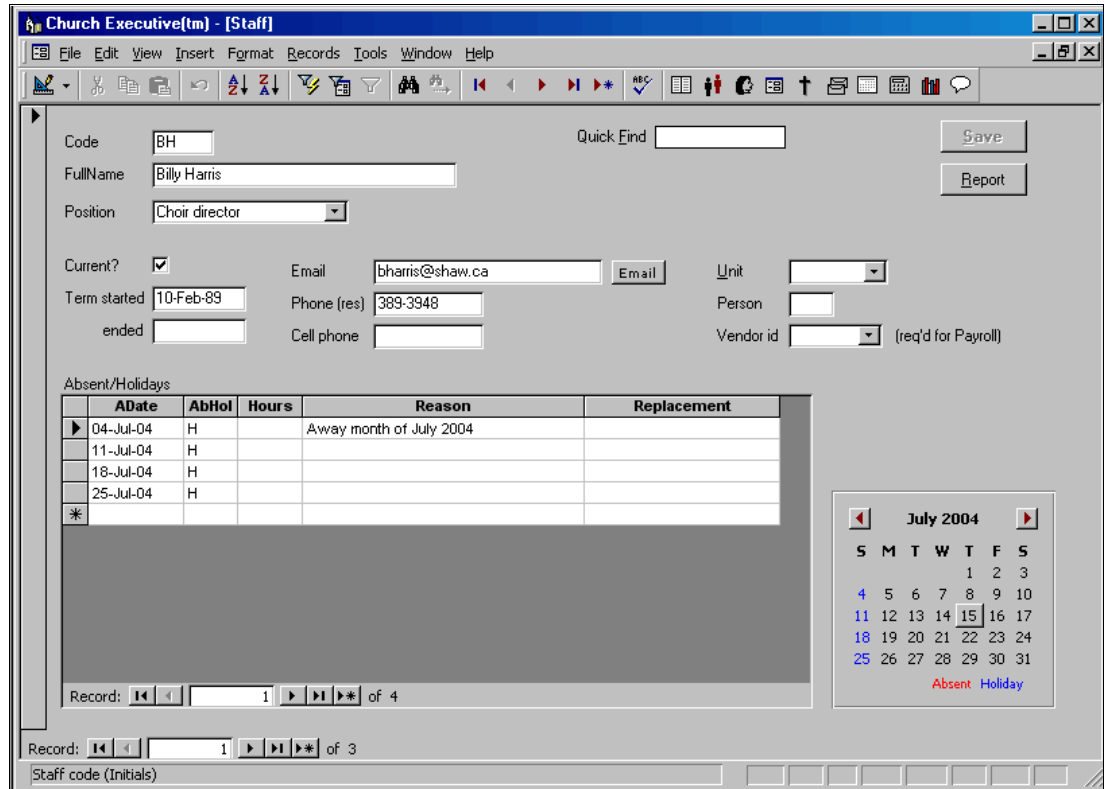 Church Executive(tm) - [Staff]
File Edit View Insert Format Records Tools Window Help
Code BH Quick Find Save
FullName Billy Harris Report
Position Choir director
Current? Email bharris@shaw.ca Email Unit
Term started 10-Feb-89 Phone (res) 389-3948 Person
ended Cell phone Vendor id (req'd for Payroll)
Absent/Holidays
ADate AbHol Hours Reason Replacement
04-Jul-04 H Away month of July 2004
11-Jul-04 H
18-Jul-04 H
25-Jul-04 H
July 2004
S M T W T F S
1 2 3
4 5 6 7 8 9 10
11 12 13 14 15 16 17
18 19 20 21 22 23 24
25 26 27 28 29 30 31
Absent Holiday
Record: 1 of 4
Record: 1 of 3
Staff code (Initials)